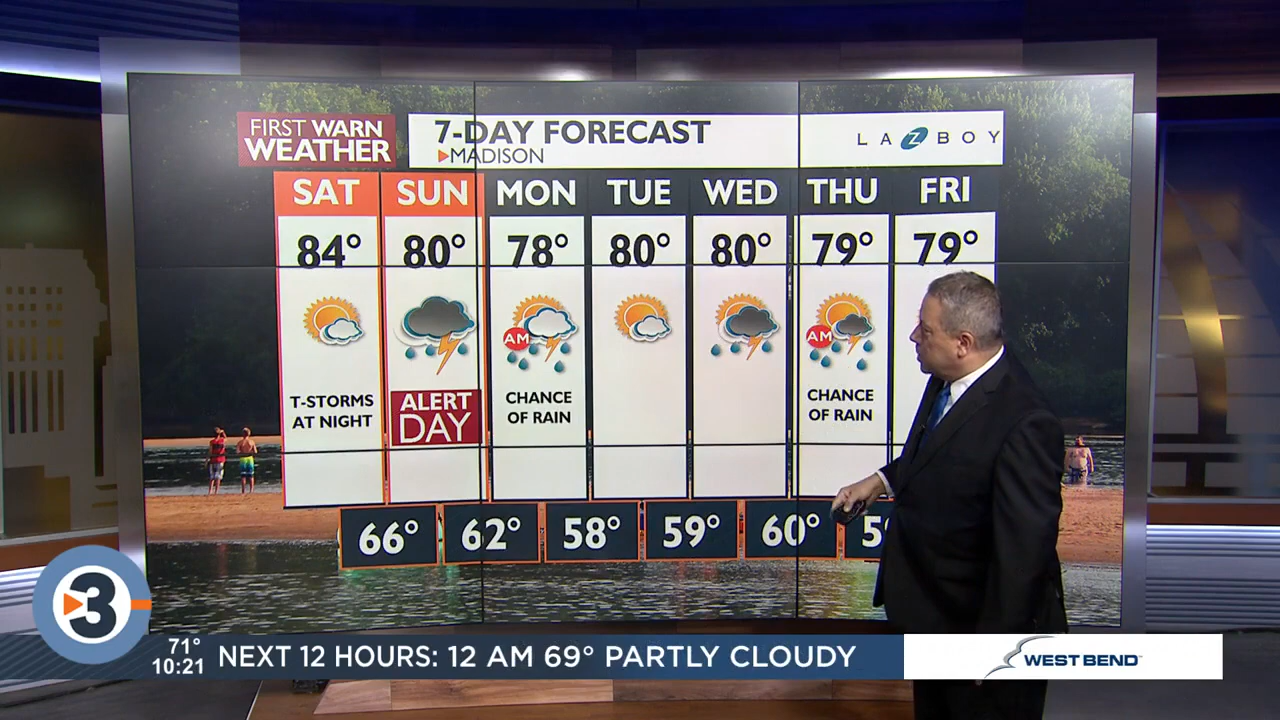 FIRST WARN
WEATHER
7-DAY FORECAST
MADISON
LA Z BOY
SAT SUN MON TUE WED THU FRI
84° 80° 78° 80° 80° 79° 79°
AM AM
T-STORMS
AT NIGHT
ALERT
DAY
CHANCE
OF RAIN
CHANCE
OF RAIN
66° 62° 58° 59° 60°
3
71°
10:21
NEXT 12 HOURS: 12 AM 69° PARTLY CLOUDY
WEST BEND